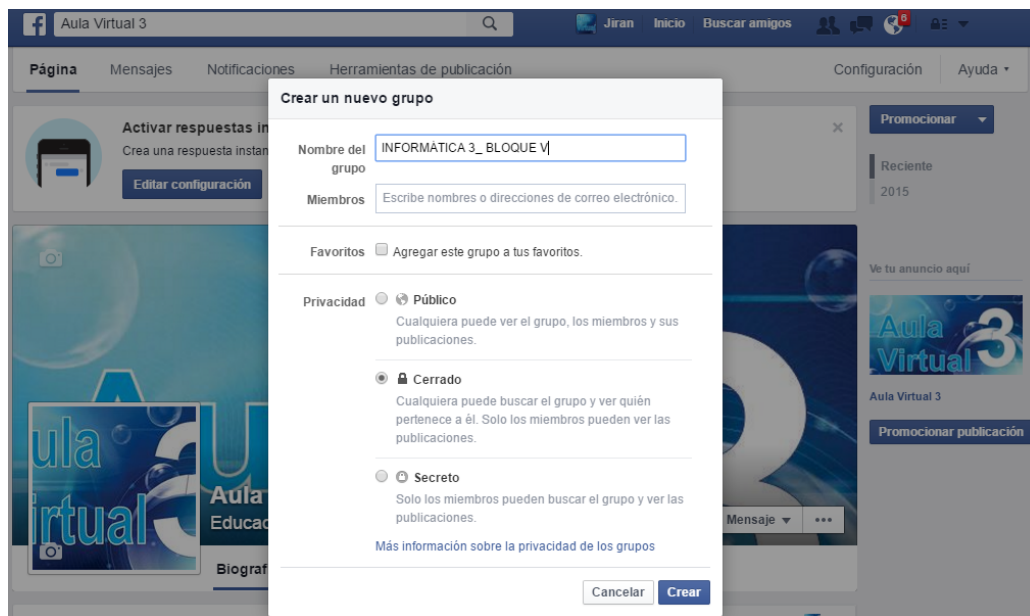 Aula Virtual 3
Jiran Inicio Buscar amigos
6
Página Mensajes Notificaciones Herramientas de publicación Configuración Ayuda
Crear un nuevo grupo
Activar respuestas in
Crea una respuesta instan
Editar configuración
Nombre del grupo
INFORMÁTICA 3_ BLOQUE V
Miembros
Escribe nombres o direcciones de correo electrónico.
Favoritos
Agregar este grupo a tus favoritos.
Privacidad
Público
Cualquiera puede ver el grupo, los miembros y sus
publicaciones.
Cerrado
Cualquiera puede buscar el grupo y ver quién
pertenece a él. Solo los miembros pueden ver las
publicaciones.
Secreto
Solo los miembros pueden buscar el grupo y ver las
publicaciones.
Más información sobre la privacidad de los grupos
Cancelar Crear
Promocionar
Reciente
2015
Ve tu anuncio aquí
Aula
Virtual 3
Aula Virtual 3
Promocionar publicación
ula
irtual
Aula
Educac
Biograf
3
Mensaje